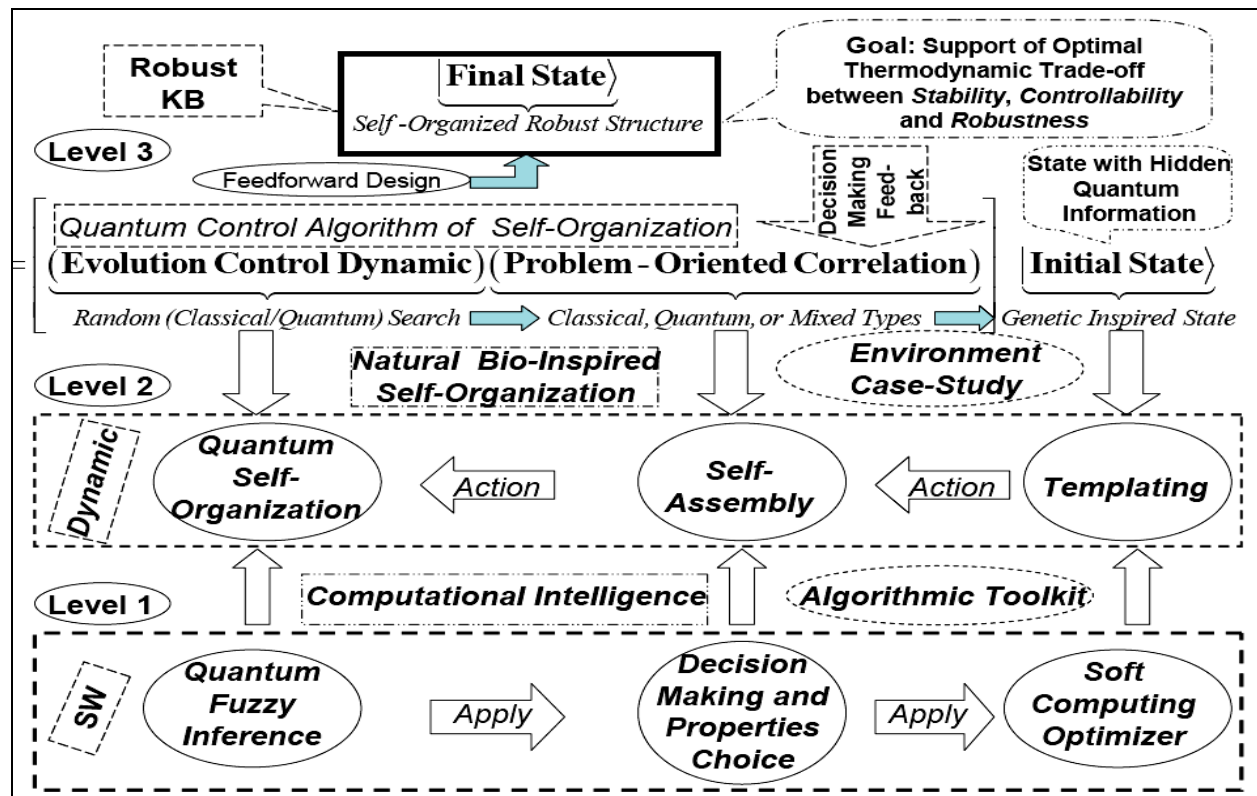 Robust
KB
|Final State⟩
Self-Organized Robust Structure
Goal: Support of Optimal
Thermodynamic Trade-off
between Stability, Controllability
and Robustness
Level 3
Feedforward Design
Decision
Making
Feed-
back
State with Hidden
Quantum
Information
Quantum Control Algorithm of Self-Organization
= (Evolution Control Dynamic)(Problem-Oriented Correlation) |Initial State⟩
Random (Classical/Quantum) Search
Classical, Quantum, or Mixed Types
Genetic Inspired State
Natural Bio-Inspired
Self-Organization
Environment
Case-Study
Level 2
Dynamic
Quantum
Self-
Organization
Action
Self-
Assembly
Action
Templating
Level 1
Computational Intelligence
Algorithmic Toolkit
SW
Quantum
Fuzzy
Inference
Apply
Decision
Making and
Properties
Choice
Apply
Soft
Computing
Optimizer